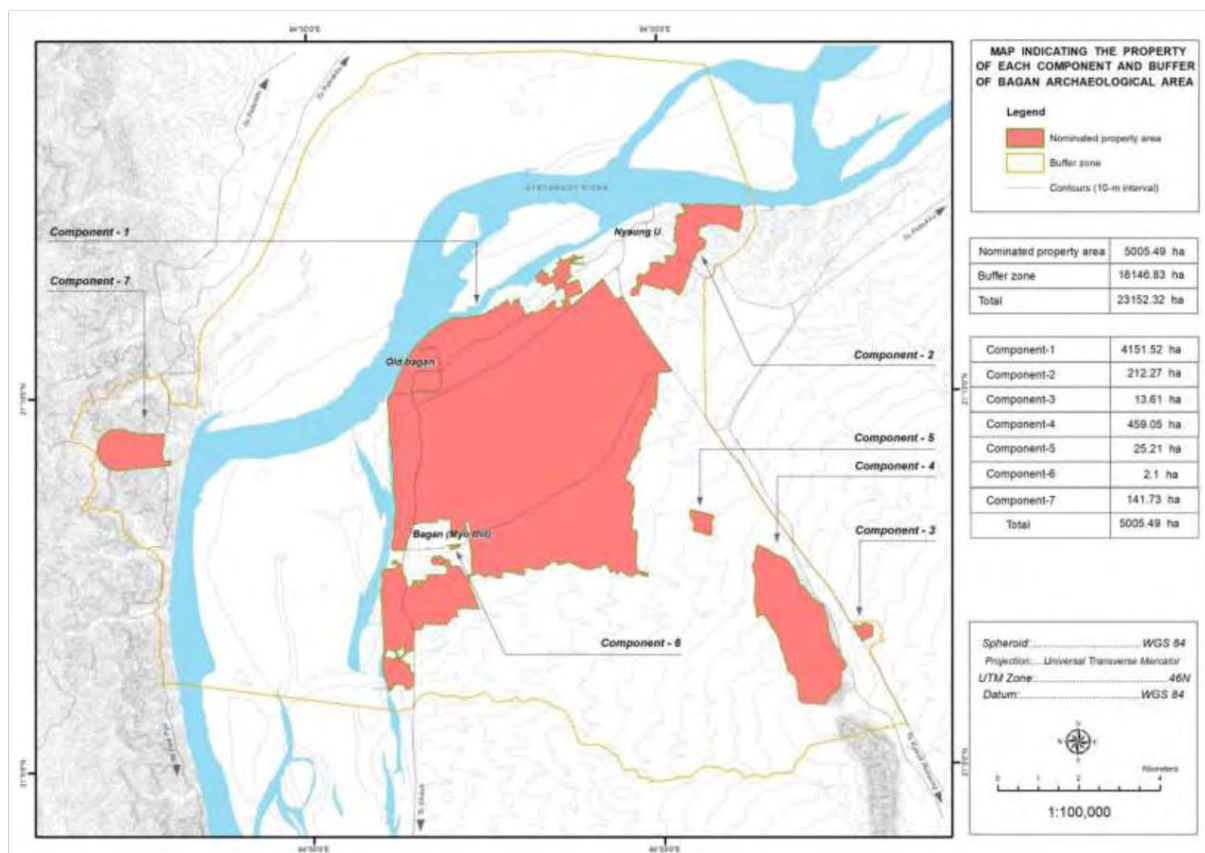 MAP INDICATING THE PROPERTY
OF EACH COMPONENT AND BUFFER
OF BAGAN ARCHAEOLOGICAL AREA
Legend
Nominated property area
Buffer zone
Contours (10-m interval)
Nominated property area 5005.49 ha
Buffer zone 18146.83 ha
Total 23152.32 ha
Component-1 4151.52 ha
Component-2 212.27 ha
Component-3 13.61 ha
Component-4 459.05 ha
Component-5 25.21 ha
Component-6 2.1 ha
Component-7 141.73 ha
Total 5005.49 ha
Spheroid: WGS 84
Projection: Universal Transverse Mercator
UTM Zone: 46N
Datum: WGS 84
Kilometers
0 1 2 4
1:100,000
Component - 1
Component - 7
Nyaung U
Old bagan
Component - 2
Component - 5
Component - 4
Bagan (Myo thit)
Component - 3
Component - 6